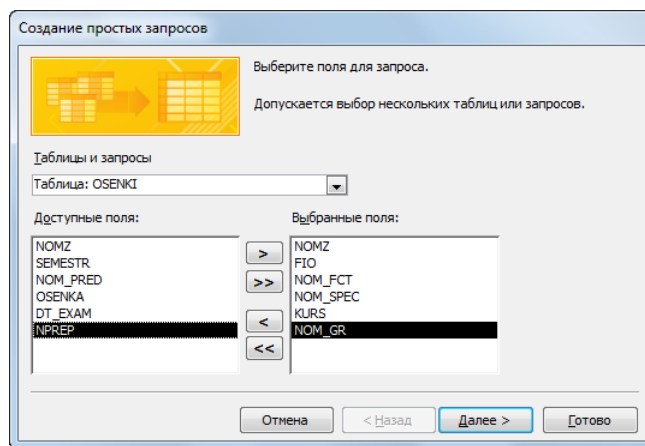 Создание простых запросов
Выберите поля для запроса.
Допускается выбор нескольких таблиц или запросов.
Таблицы и запросы
Таблица: OSENKI
Доступные поля:
Выбранные поля:
NOMZ
SEMESTR
NOM_PRED
OSENKA
DT_EXAM
NPREP
>
>>
<
<<
NOMZ
FIO
NOM_FCT
NOM_SPEC
KURS
NOM_GR
Отмена
< Назад
Далее >
Готово